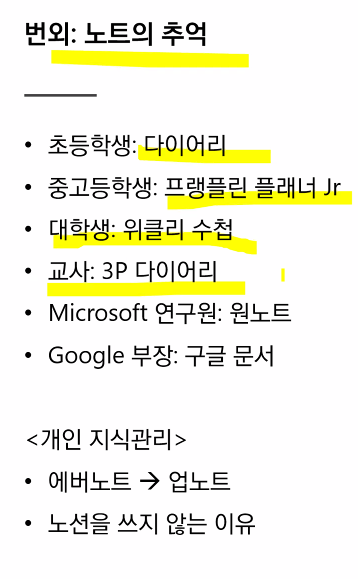 번외: 노트의 추억
• 초등학생: 다이어리
• 중고등학생: 프랭플린 플래너 Jr
• 대학생: 위클리 수첩
• 교사: 3P 다이어리
• Microsoft 연구원: 원노트
• Google 부장: 구글 문서
<개인 지식관리>
• 에버노트 → 업노트
• 노션을 쓰지 않는 이유